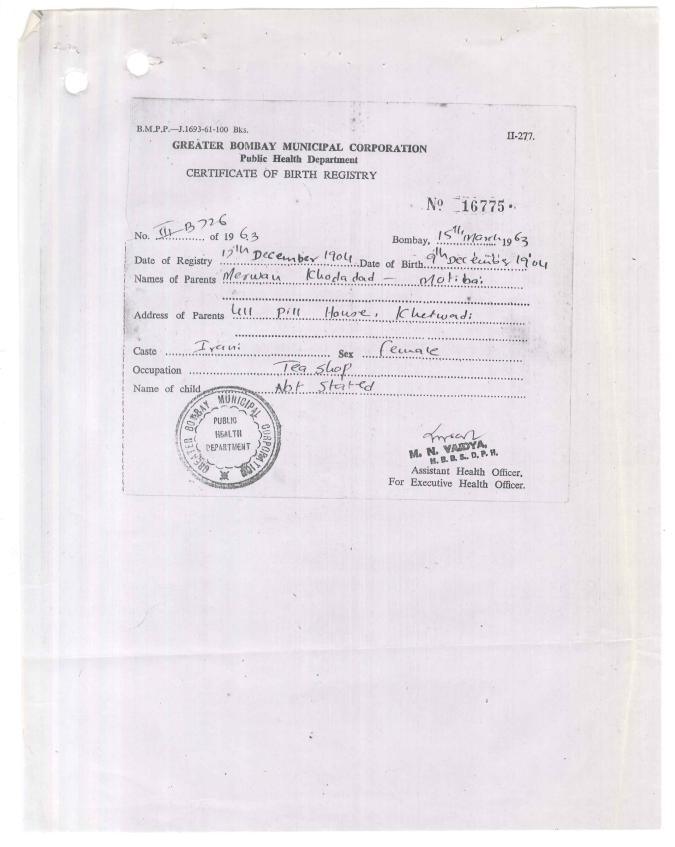 B.M.P.P.—J.1693-61-100 Bks.
II-277.
GREATER BOMBAY MUNICIPAL CORPORATION
Public Health Department
CERTIFICATE OF BIRTH REGISTRY
No 16775
No. III B 726 of 1963
Bombay, 15th March 1963
Date of Registry 17th December 1904 Date of Birth 9th December 1904
Names of Parents Merwan Khodadad — Motibai
Address of Parents Pill House, Khetwadi
Caste Irani Sex female
Occupation Tea shop
Name of child Not Stated
GREATER BOMBAY MUNICIPAL CORPORATION
PUBLIC
HEALTH
DEPARTMENT
M. N. VAIDYA,
M. B. B. S., D. P. H.
Assistant Health Officer,
For Executive Health Officer.